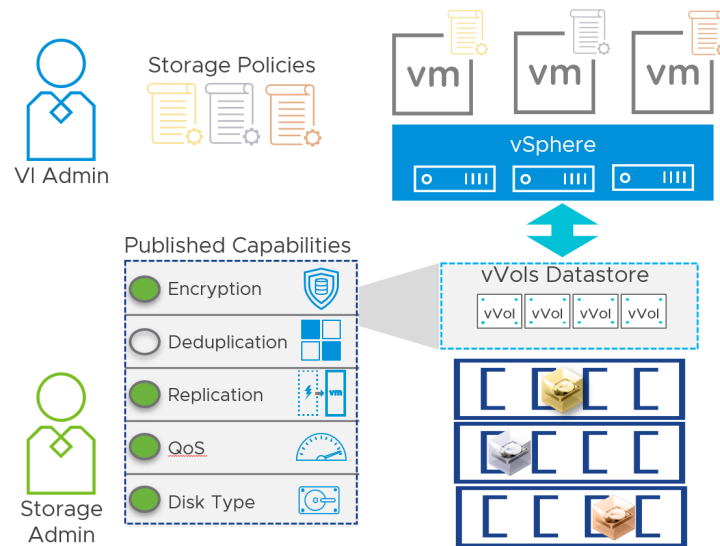 Storage Policies
VI Admin
vm
vm
vm
vSphere
Published Capabilities
Encryption
Deduplication
Replication
vm
QoS
Disk Type
Storage
Admin
vVols Datastore
vVol
vVol
vVol
vVol